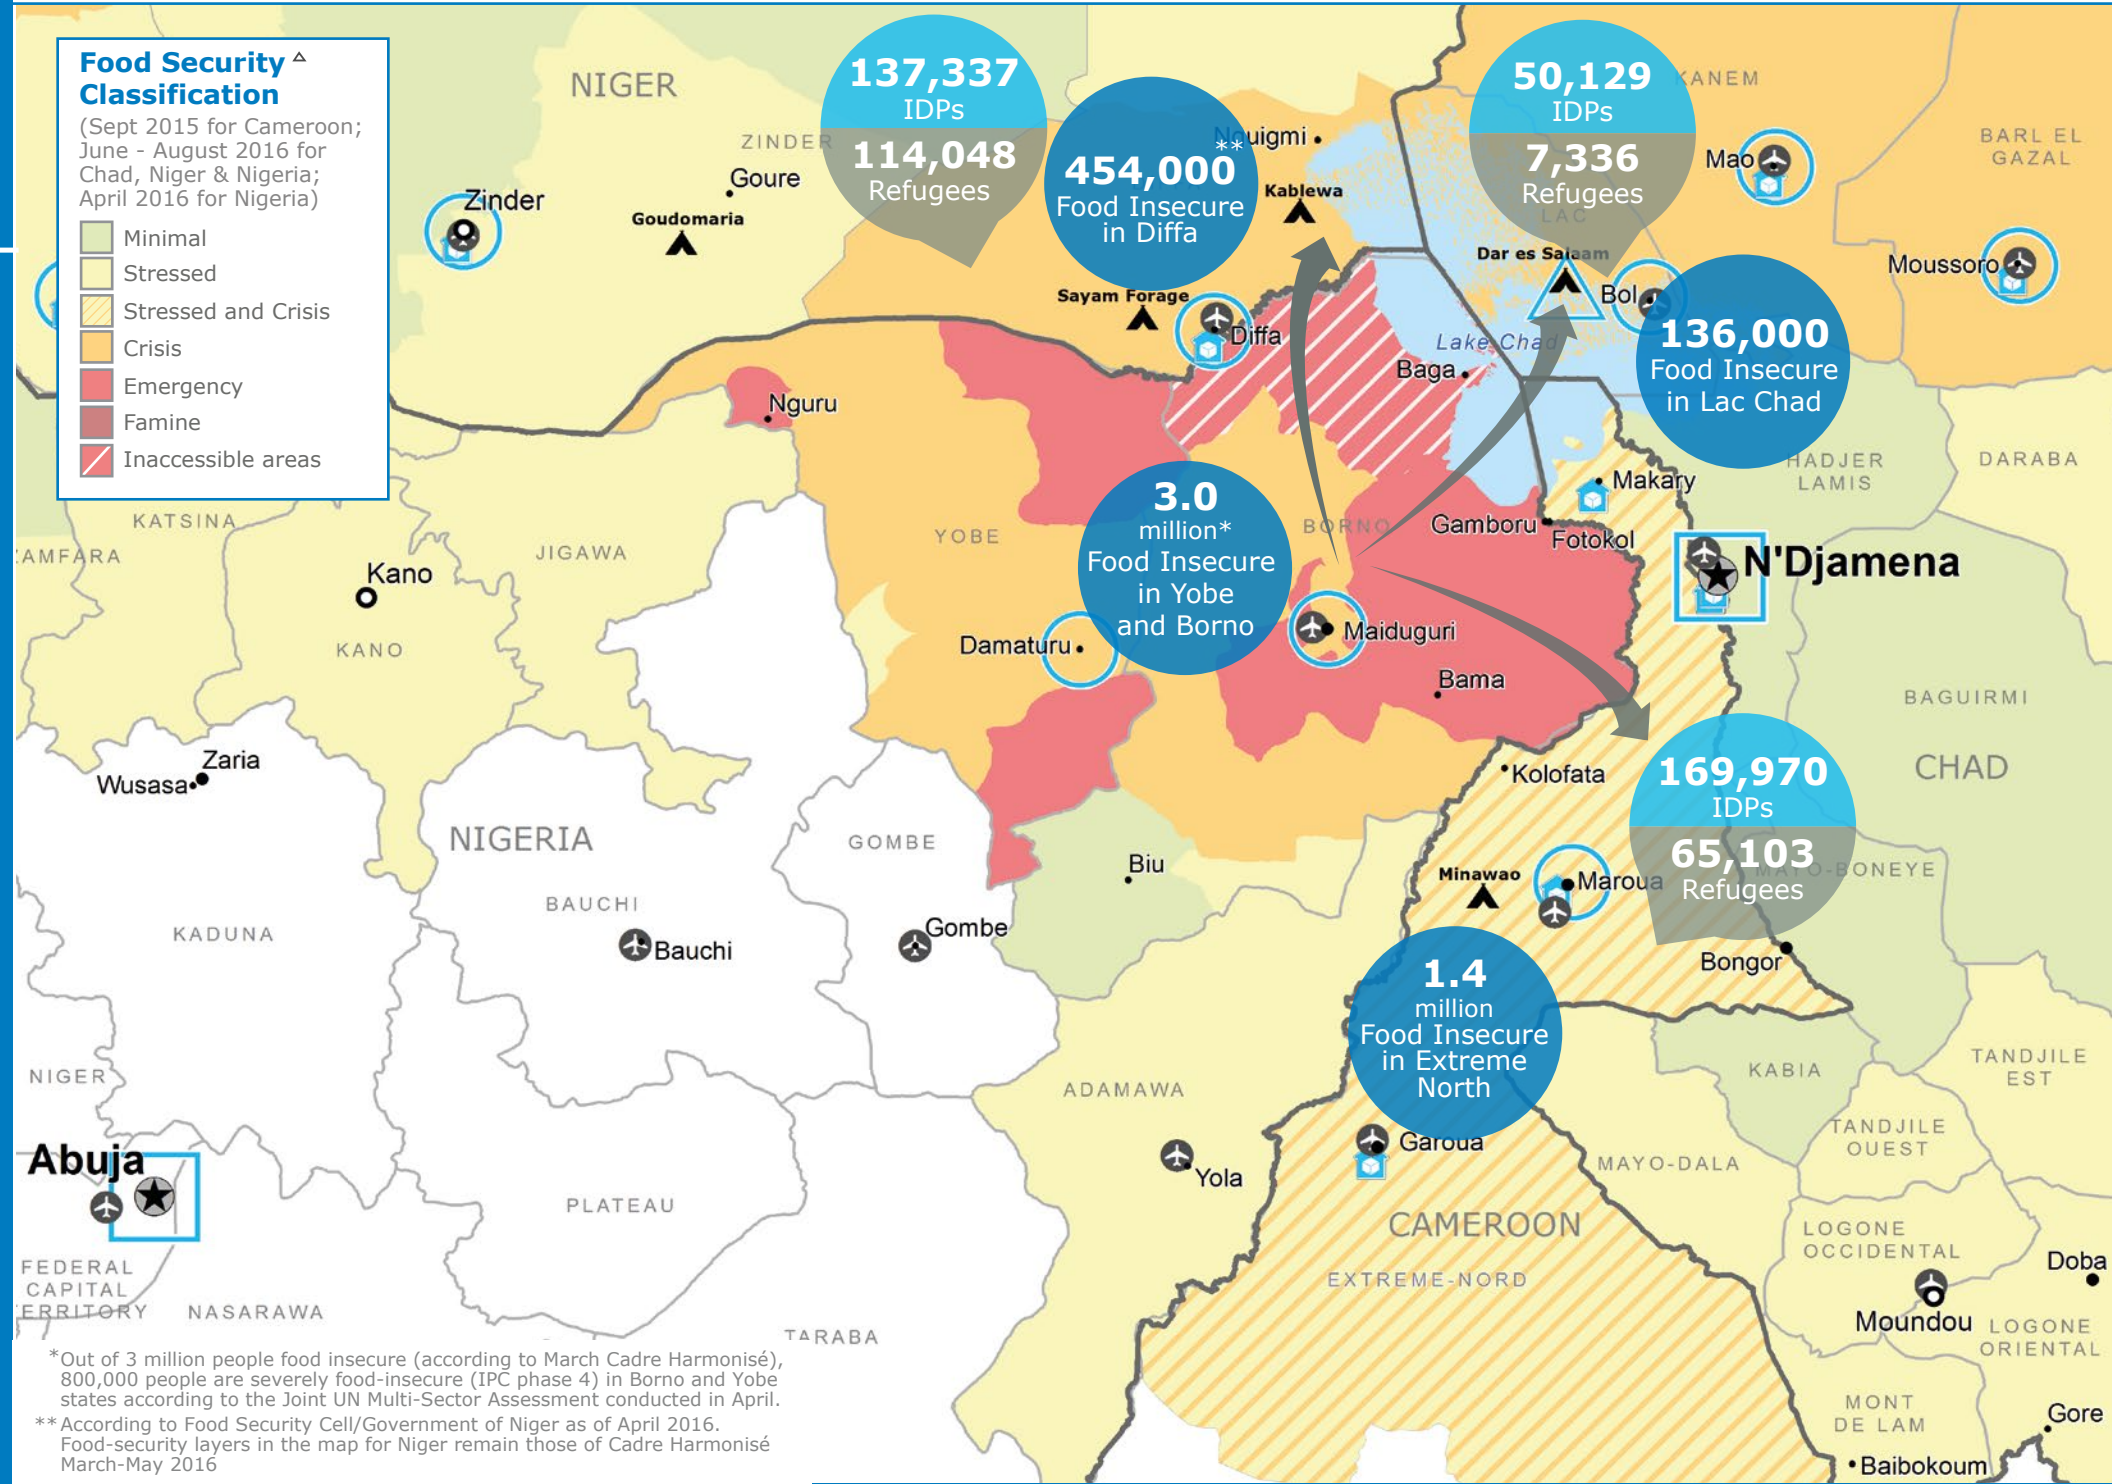 Food Security △
Classification
(Sept 2015 for Cameroon;
June - August 2016 for
Chad, Niger & Nigeria;
April 2016 for Nigeria)
Minimal
Stressed
Stressed and Crisis
Crisis
Emergency
Famine
Inaccessible areas
NIGER
ZINDER
Zinder
Goure
Goudomaria
137,337
IDPs
114,048
Refugees
454,000**
Food Insecure
in Diffa
Nguigmi
Kablewa
Sayam Forage
Diffa
50,129
IDPs
7,336
Refugees
KANEM
LAC
Dar es Salaam
Bol
Mao
BARL EL
GAZAL
Moussoro
136,000
Food Insecure
in Lac Chad
Lake Chad
Baga
Nguru
KATSINA
ZAMFARA
JIGAWA
Kano
KANO
YOBE
3.0
million*
Food Insecure
in Yobe
and Borno
BORNO
Gamboru
Fotokol
Makary
HADJER
LAMIS
DARABA
N'Djamena
Damaturu
Maiduguri
Bama
BAGUIRMI
CHAD
Zaria
Wusasa
Kolofata
169,970
IDPs
65,103
Refugees
MAYO-BONEYE
NIGERIA
GOMBE
Biu
Minawao
Maroua
BAUCHI
Bauchi
Gombe
KADUNA
Bongor
1.4
million
Food Insecure
in Extreme
North
NIGER
ADAMAWA
KABIA
TANDJILE
EST
TANDJILE
OUEST
Abuja
Yola
Garoua
MAYO-DALA
PLATEAU
CAMEROON
EXTREME-NORD
LOGONE
OCCIDENTAL
Doba
FEDERAL
CAPITAL
TERRITORY
NASARAWA
TARABA
Moundou
LOGONE
ORIENTAL
MONT
DE LAM
Gore
Baibokoum
*Out of 3 million people food insecure (according to March Cadre Harmonisé),
800,000 people are severely food-insecure (IPC phase 4) in Borno and Yobe
states according to the Joint UN Multi-Sector Assessment conducted in April.
**According to Food Security Cell/Government of Niger as of April 2016.
Food-security layers in the map for Niger remain those of Cadre Harmonisé
March-May 2016